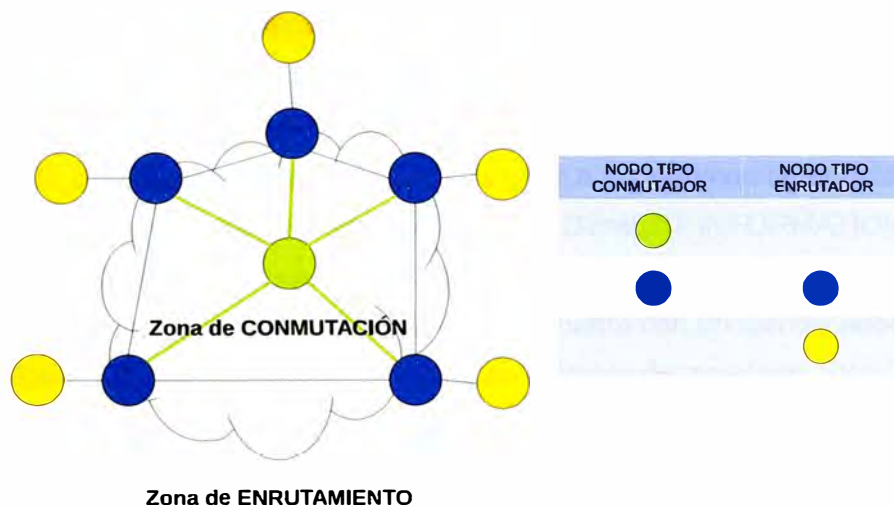 NODO TIPO
CONMUTADOR
NODO TIPO
ENRUTADOR
Zona de CONMUTACIÓN
Zona de ENRUTAMIENTO